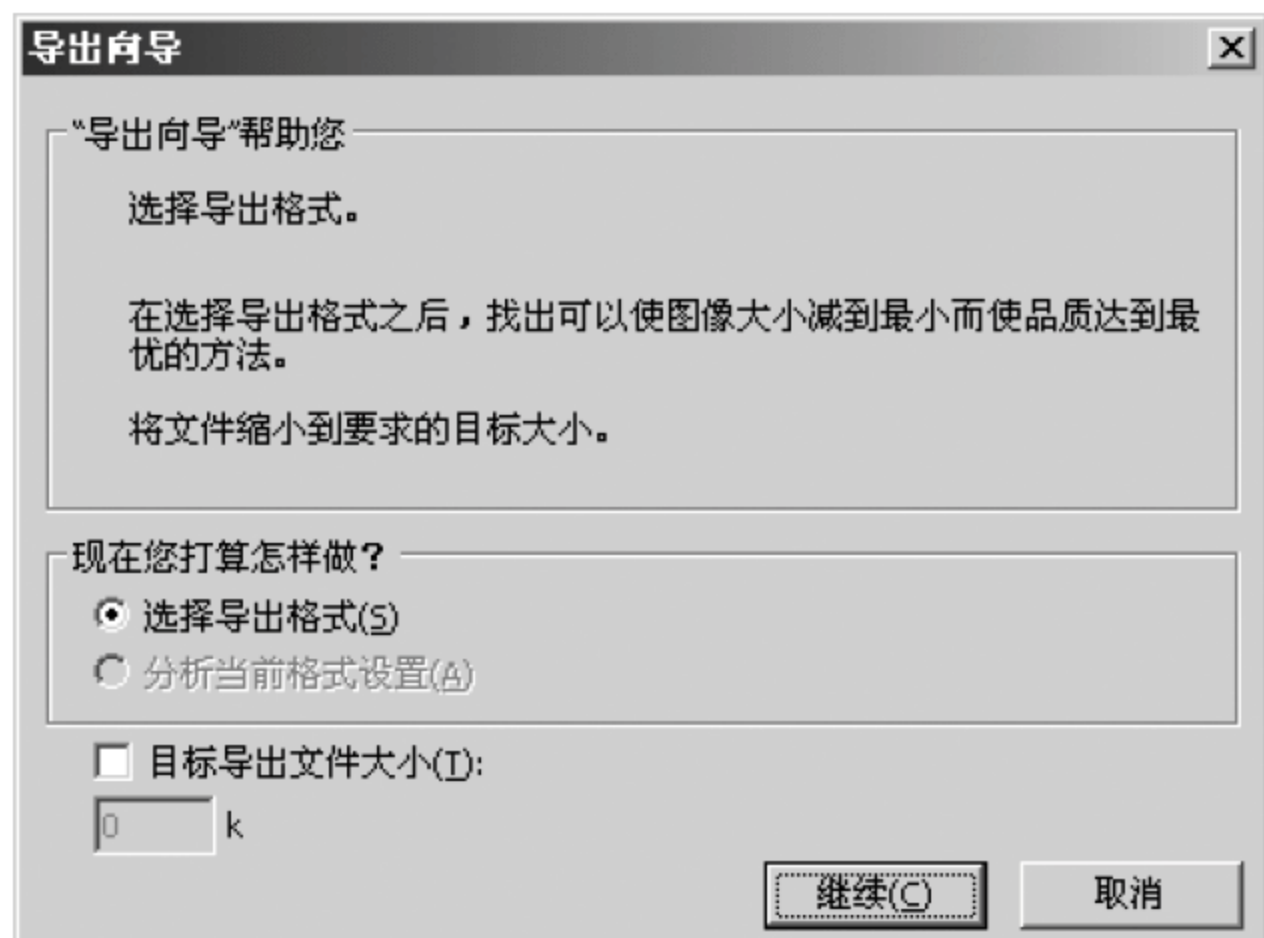 导出向导
“导出向导”帮助您
选择导出格式。
在选择导出格式之后，找出可以使图像大小减到最小而使品质达到最
优的方法。
将文件缩小到要求的目标大小。
现在您打算怎样做？
选择导出格式(S)
分析当前格式设置(A)
目标导出文件大小(T):
0 k
继续(C) 取消